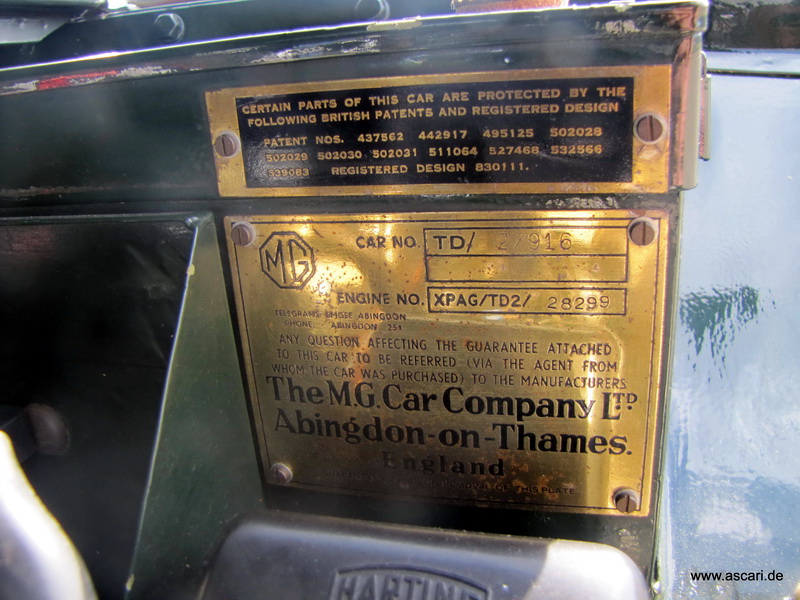 CERTAIN PARTS OF THIS CAR ARE PROTECTED BY THE
FOLLOWING BRITISH PATENTS AND REGISTERED DESIGN
PATENT NOS. 437562 442917 495125 502028
502029 502030 502031 511064 527468 532566
539083 REGISTERED DESIGN 830111.
MG
CAR NO. TD/ 27916
ENGINE NO. XPAG/TD2/ 28299
TELEGRAMS EMGEE ABINGDON
PHONE. ABINGDON 251
ANY QUESTION AFFECTING THE GUARANTEE ATTACHED
TO THIS CAR TO BE REFERRED (VIA THE AGENT FROM
WHOM THE CAR WAS PURCHASED) TO THE MANUFACTURERS
The MG. Car Company LTD
Abingdon-on-Thames.
England
THIS PLATE
HARTING
www.ascari.de